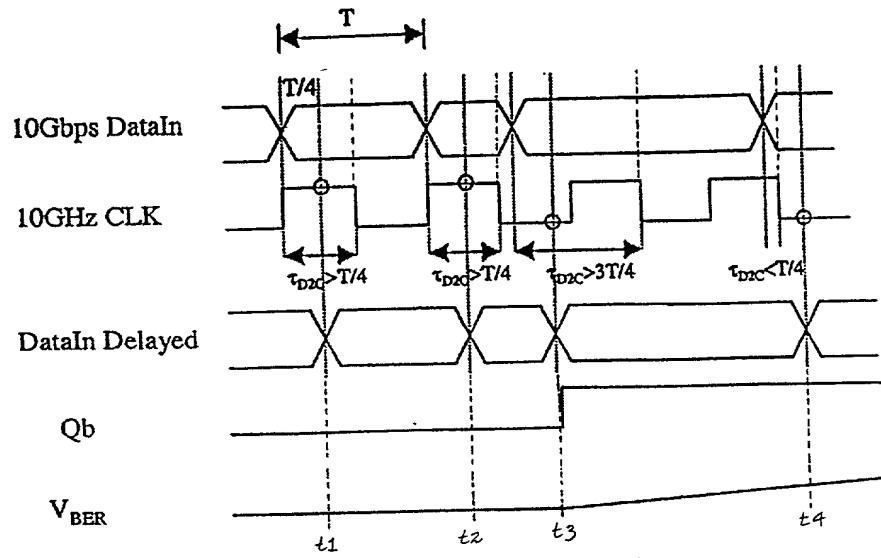 T
T/4
10Gbps DataIn
10GHz CLK
τD2C>T/4
τD2C>T/4
τD2C>3T/4
τD2C<T/4
DataIn Delayed
Qb
VBER
t1
t2
t3
t4